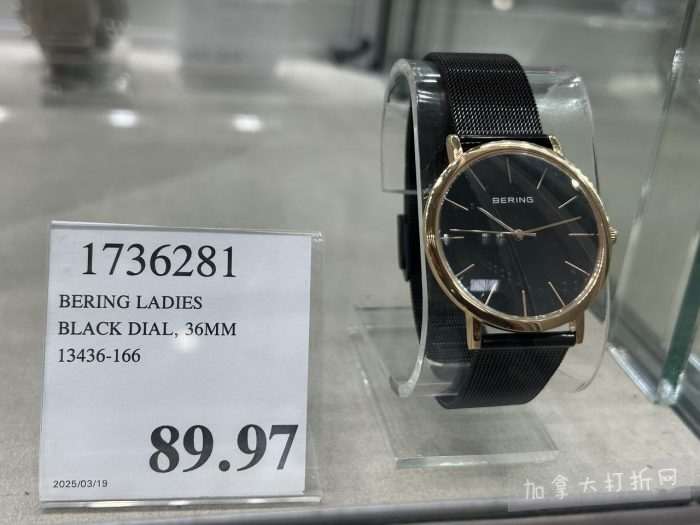 1736281
BERING LADIES
BLACK DIAL, 36MM
13436-166
89.97
2025/03/19
BERING
加拿大打折网